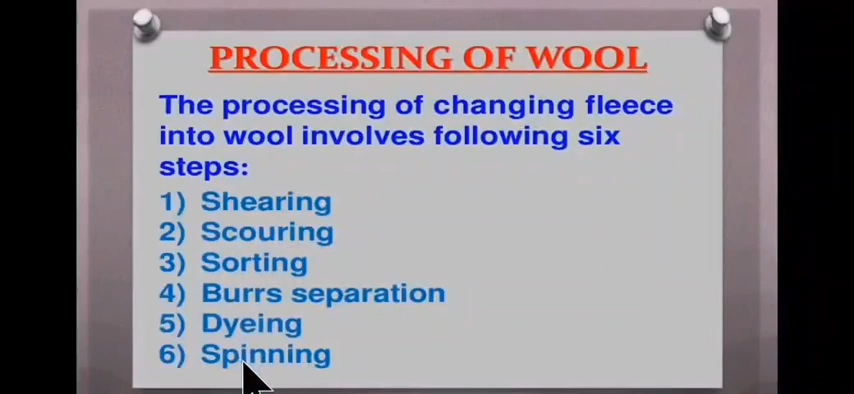 PROCESSING OF WOOL
The processing of changing fleece
into wool involves following six
steps:
1) Shearing
2) Scouring
3) Sorting
4) Burrs separation
5) Dyeing
6) Spinning